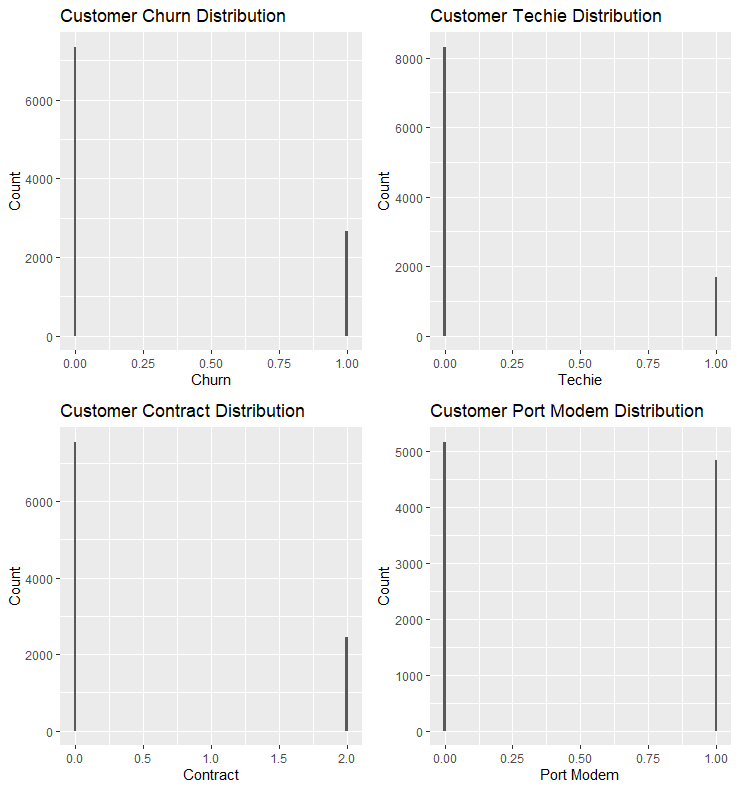 Customer Churn Distribution
Count
6000
4000
2000
0
0.00 0.25 0.50 0.75 1.00
Churn
Customer Techie Distribution
Count
8000
6000
4000
2000
0
0.00 0.25 0.50 0.75 1.00
Techie
Customer Contract Distribution
Count
6000
4000
2000
0
0.0 0.5 1.0 1.5 2.0
Contract
Customer Port Modem Distribution
Count
5000
4000
3000
2000
1000
0
0.00 0.25 0.50 0.75 1.00
Port Modem